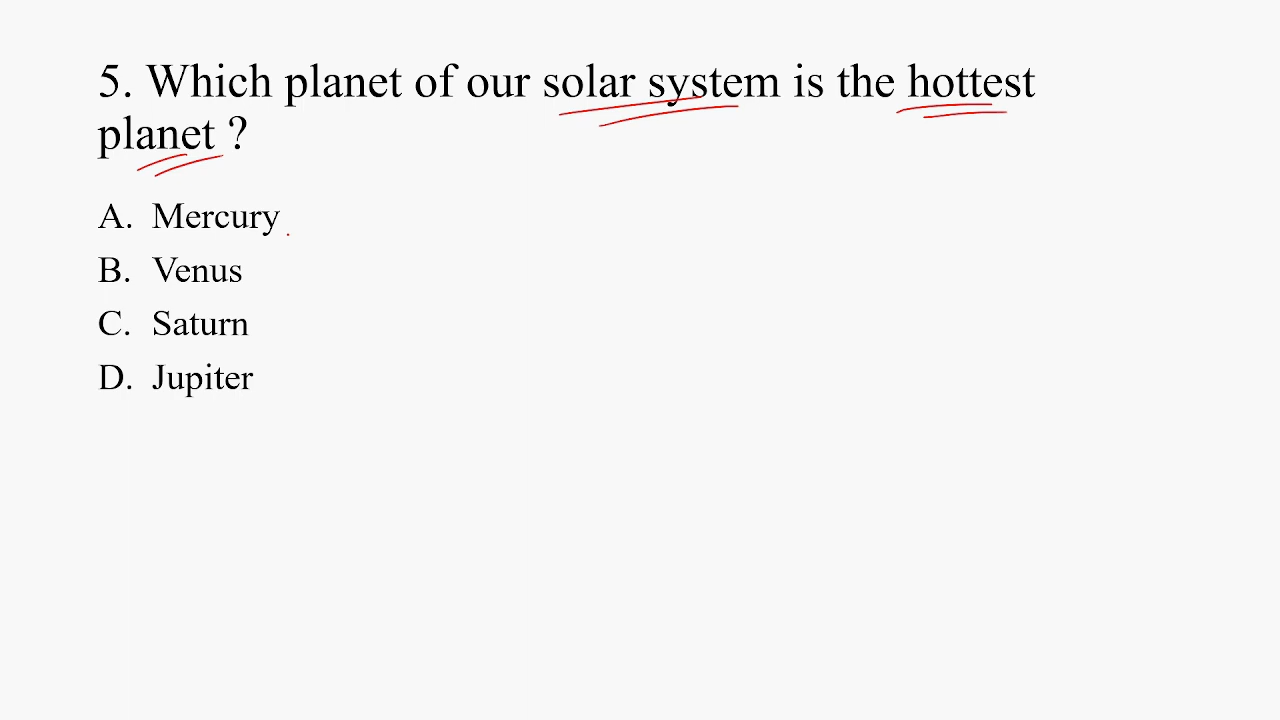 5. Which planet of our solar system is the hottest
planet ?
A. Mercury
B. Venus
C. Saturn
D. Jupiter